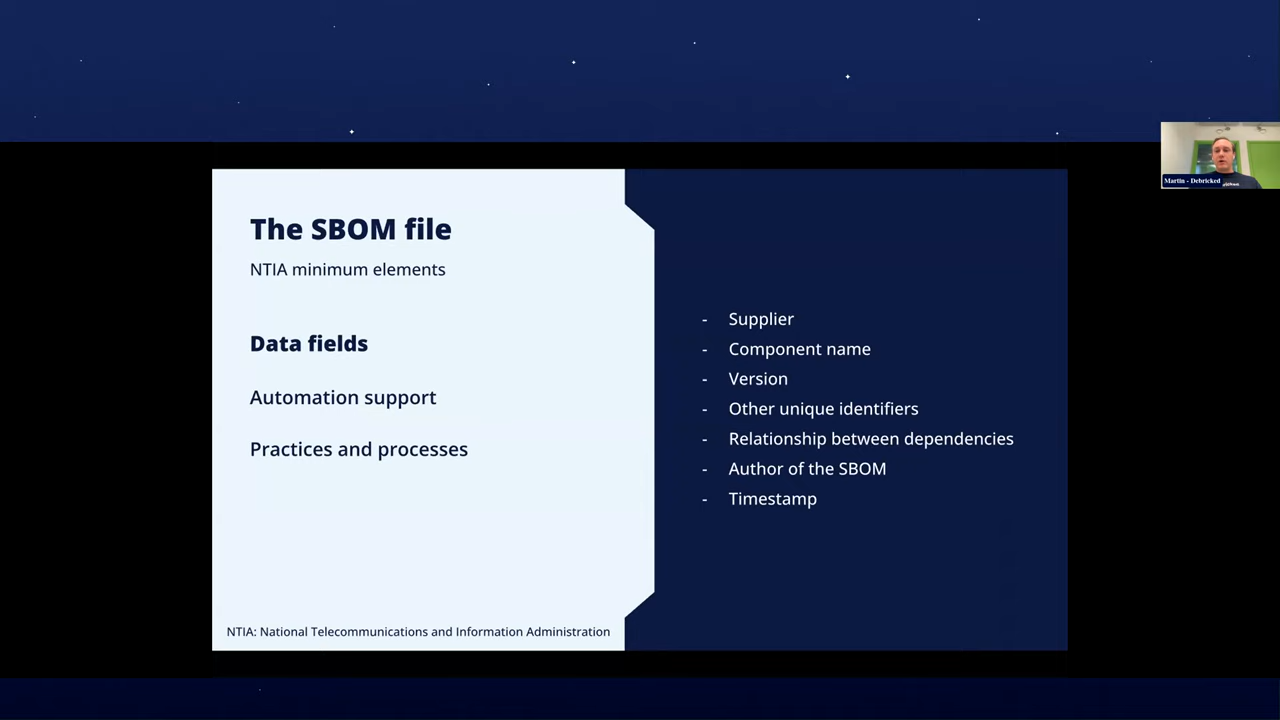 The SBOM file
NTIA minimum elements
Data fields
Automation support
Practices and processes
NTIA: National Telecommunications and Information Administration
- Supplier
- Component name
- Version
- Other unique identifiers
- Relationship between dependencies
- Author of the SBOM
- Timestamp
Martin - Debricked